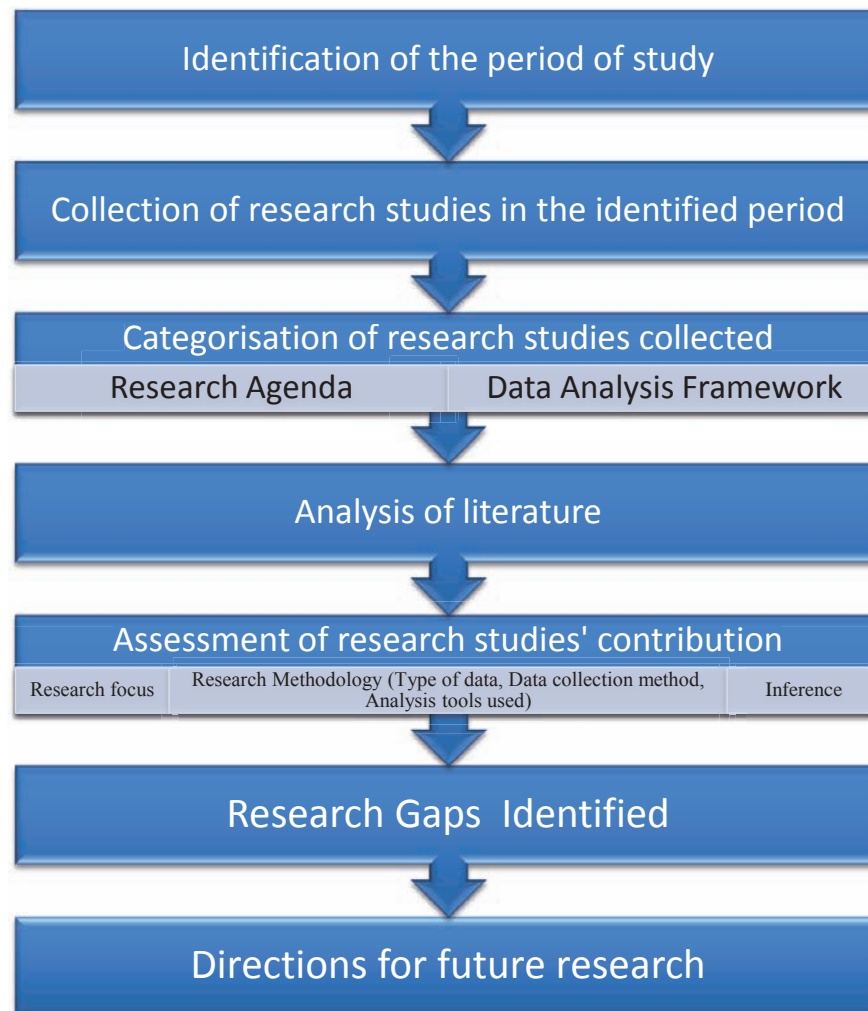 Identification of the period of study
Collection of research studies in the identified period
Categorisation of research studies collected
Research Agenda
Data Analysis Framework
Analysis of literature
Assessment of research studies' contribution
Research focus
Research Methodology (Type of data, Data collection method,
Analysis tools used)
Inference
Research Gaps Identified
Directions for future research